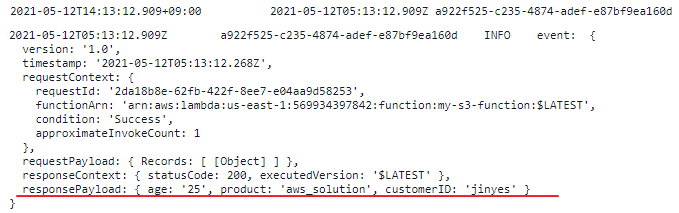 2021-05-12T14:13:12.909+09:00 2021-05-12T05:13:12.909Z a922f525-c235-4874-adef-e87bf9ea160d
2021-05-12T05:13:12.909Z a922f525-c235-4874-adef-e87bf9ea160d INFO event: {
version: '1.0',
timestamp: '2021-05-12T05:13:12.268Z',
requestContext: {
requestId: '2da18b8e-62fb-422f-8ee7-e04aa9d58253',
functionArn: 'arn:aws:lambda:us-east-1:569934397842:function:my-s3-function:$LATEST',
condition: 'Success',
approximateInvokeCount: 1
},
requestPayload: { Records: [ [Object] ] },
responseContext: { statusCode: 200, executedVersion: '$LATEST' },
responsePayload: { age: '25', product: 'aws_solution', customerID: 'jinyes' }
}